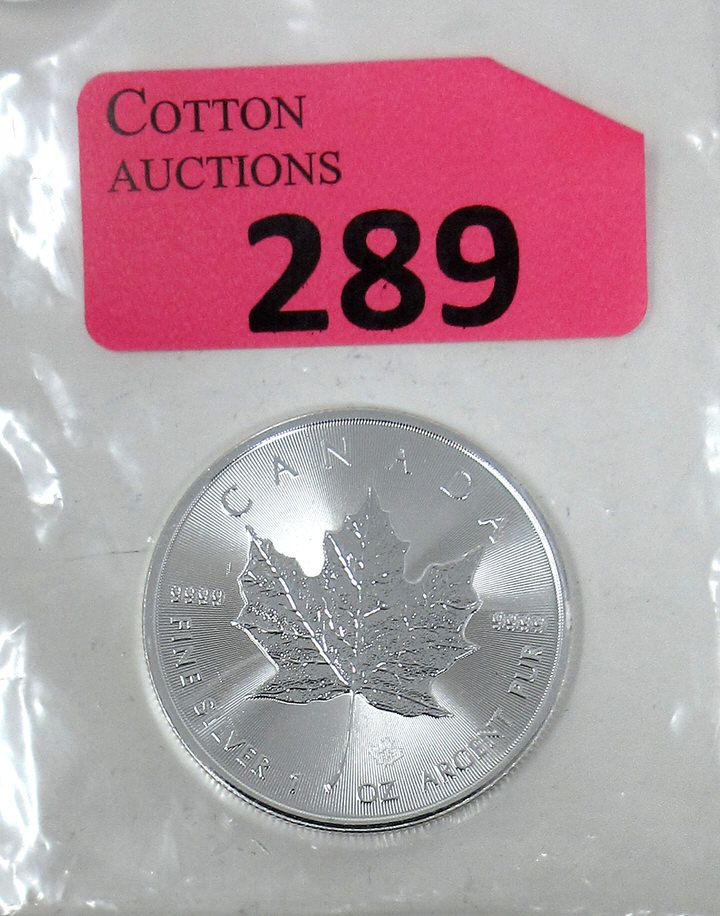 COTTON
AUCTIONS
289
CANADA
9999
9999
FINE SILVER 1 OZ ARGENT PUR